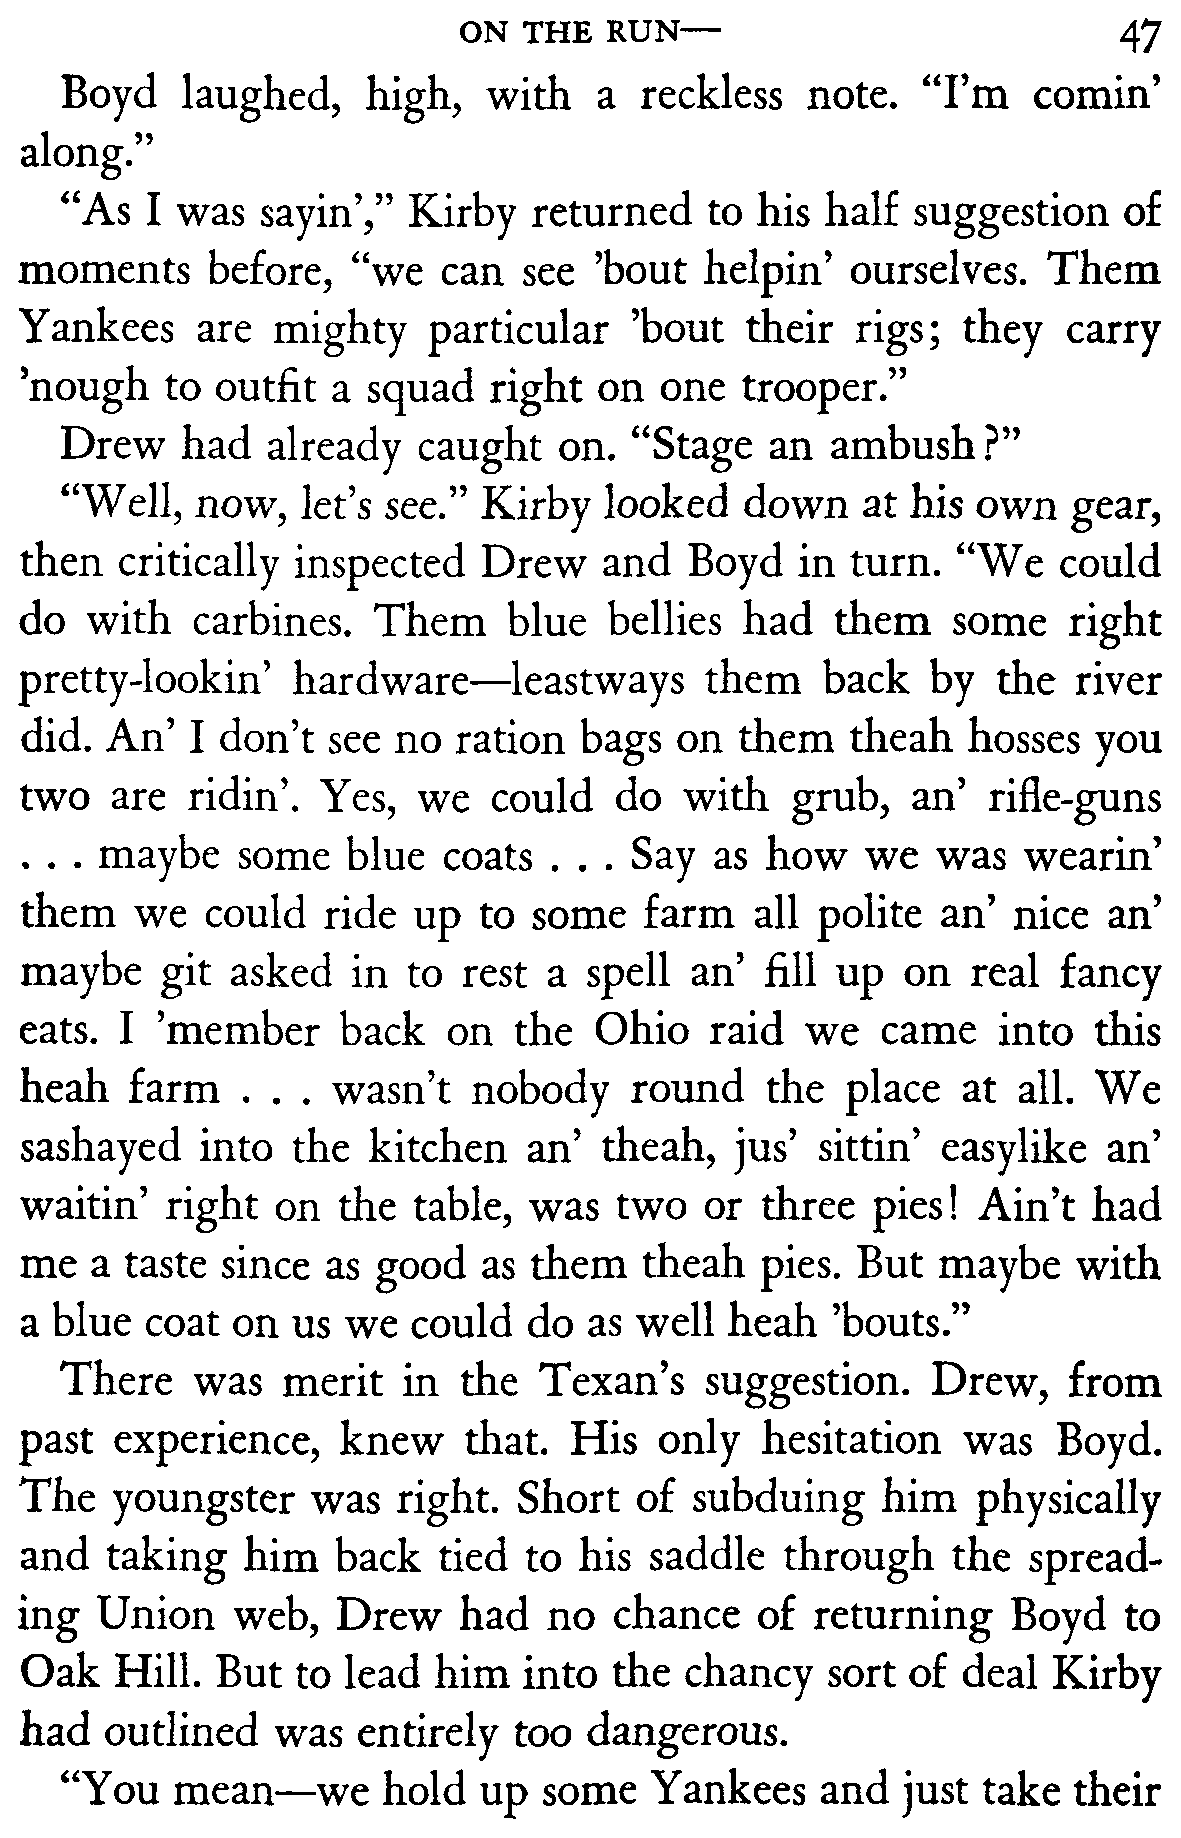 ON THE RUN— 47
Boyd laughed, high, with a reckless note. “I’m comin’
along.”
“As I was sayin’,” Kirby returned to his half suggestion of
moments before, “we can see ’bout helpin’ ourselves. Them
Yankees are mighty particular ’bout their rigs; they carry
’nough to outfit a squad right on one trooper.”
Drew had already caught on. “Stage an ambush?”
“Well, now, let’s see.” Kirby looked down at his own gear,
then critically inspected Drew and Boyd in turn. “We could
do with carbines. Them blue bellies had them some right
pretty-lookin’ hardware—leastways them back by the river
did. An’ I don’t see no ration bags on them theah hosses you
two are ridin’. Yes, we could do with grub, an’ rifle-guns
. . . maybe some blue coats . . . Say as how we was wearin’
them we could ride up to some farm all polite an’ nice an’
maybe git asked in to rest a spell an’ fill up on real fancy
eats. I ’member back on the Ohio raid we came into this
heah farm . . . wasn’t nobody round the place at all. We
sashayed into the kitchen an’ theah, jus’ sittin’ easylike an’
waitin’ right on the table, was two or three pies! Ain’t had
me a taste since as good as them theah pies. But maybe with
a blue coat on us we could do as well heah ’bouts.”
There was merit in the Texan’s suggestion. Drew, from
past experience, knew that. His only hesitation was Boyd.
The youngster was right. Short of subduing him physically
and taking him back tied to his saddle through the spread-
ing Union web, Drew had no chance of returning Boyd to
Oak Hill. But to lead him into the chancy sort of deal Kirby
had outlined was entirely too dangerous.
“You mean—we hold up some Yankees and just take their